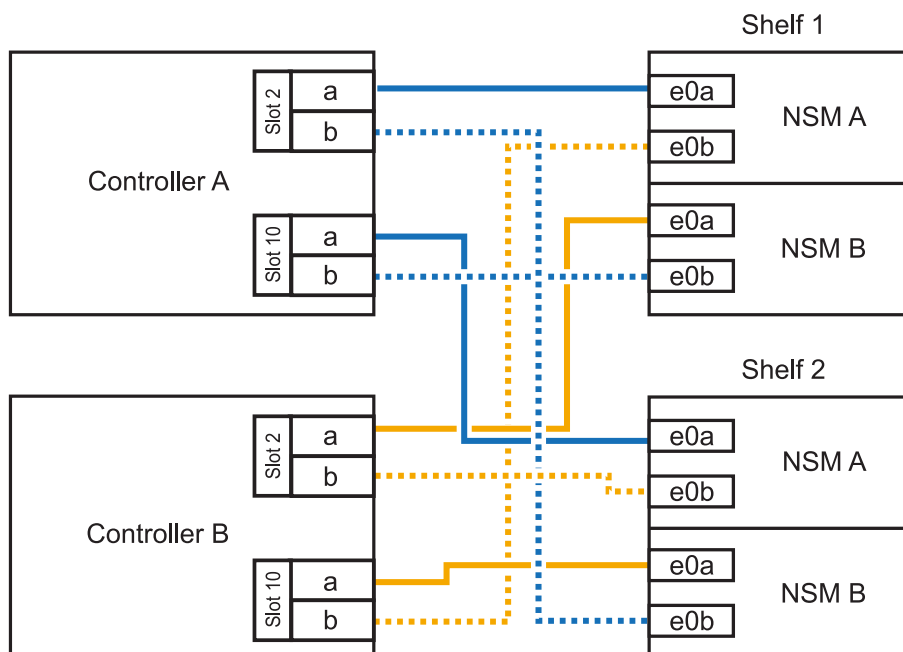 Shelf 1
Controller A
Slot 2
a
b
Slot 10
a
b
e0a
e0b
NSM A
e0a
e0b
NSM B
Shelf 2
Controller B
Slot 2
a
b
Slot 10
a
b
e0a
e0b
NSM A
e0a
e0b
NSM B